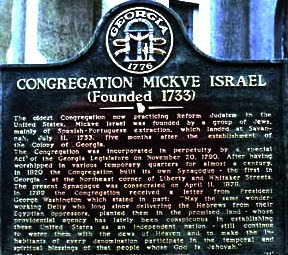 GEORGIA
1776
CONGREGATION MICKVE ISRAEL
(Founded 1733)
The oldest Congregation now practicing Reform Judaism in the
United States, Mickve Israel was founded by a group of Jews,
mainly of Spanish-Portuguese extraction, which landed at Savan-
nah, July 11, 1733, five months after the establishment of
the Colony of Georgia.
The Congregation was incorporated in perpetuity by a special
Act of the Georgia Legislature on November 20, 1790. After having
worshipped in various temporary quarters for almost a century,
in 1820 the Congregation built its own Synagogue - the first in
Georgia - at the Northeast corner of Liberty and Whitaker Streets.
The present Synagogue was consecrated on April 11, 1878.
In 1789 the Congregation received a letter from President
George Washington which stated in part: "May the same wonder-
working Deity who long since delivering the Hebrews from their
Egyptian oppressors, planted them in the promised land - whose
providential agency has lately been conspicuous in establishing
these United States as an independent nation - still continue
to water them with the dews of Heaven and to make the in-
habitants of every denomination participate in the temporal and
spiritual blessings of that people whose God is Jehovah."